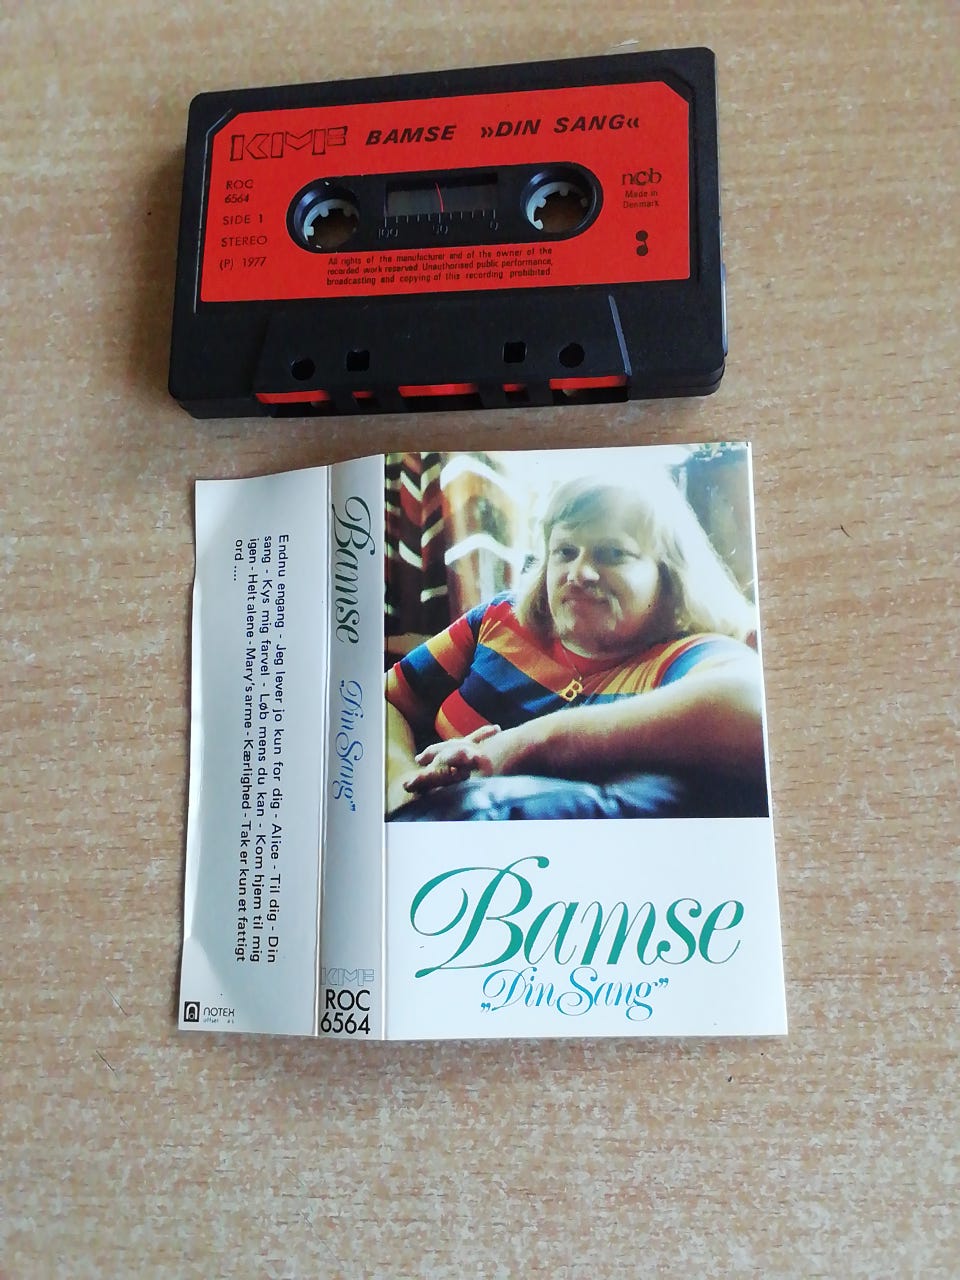 KMF BAMSE »DIN SANG«
ROC
6564
SIDE 1
STEREO
(P) 1977
ncb
Made in
Denmark
100 50 0
All rights of the manufacturer and of the owner of the
recorded work reserved. Unauthorised public performance,
broadcasting and copying of this recording prohibited.
Endnu engang - Jeg lever jo kun for dig - Alice - Til dig - Din
sang - Kys mig farvel - Løb mens du kan - Kom hjem til mig
igen - Helt alene - Mary's arme - Kærlighed - Tak er kun et fattigt
ord ....
NOTEX
offset a·s
Bamse „Din Sang”
KMF
ROC
6564
B
Bamse
„Din Sang”